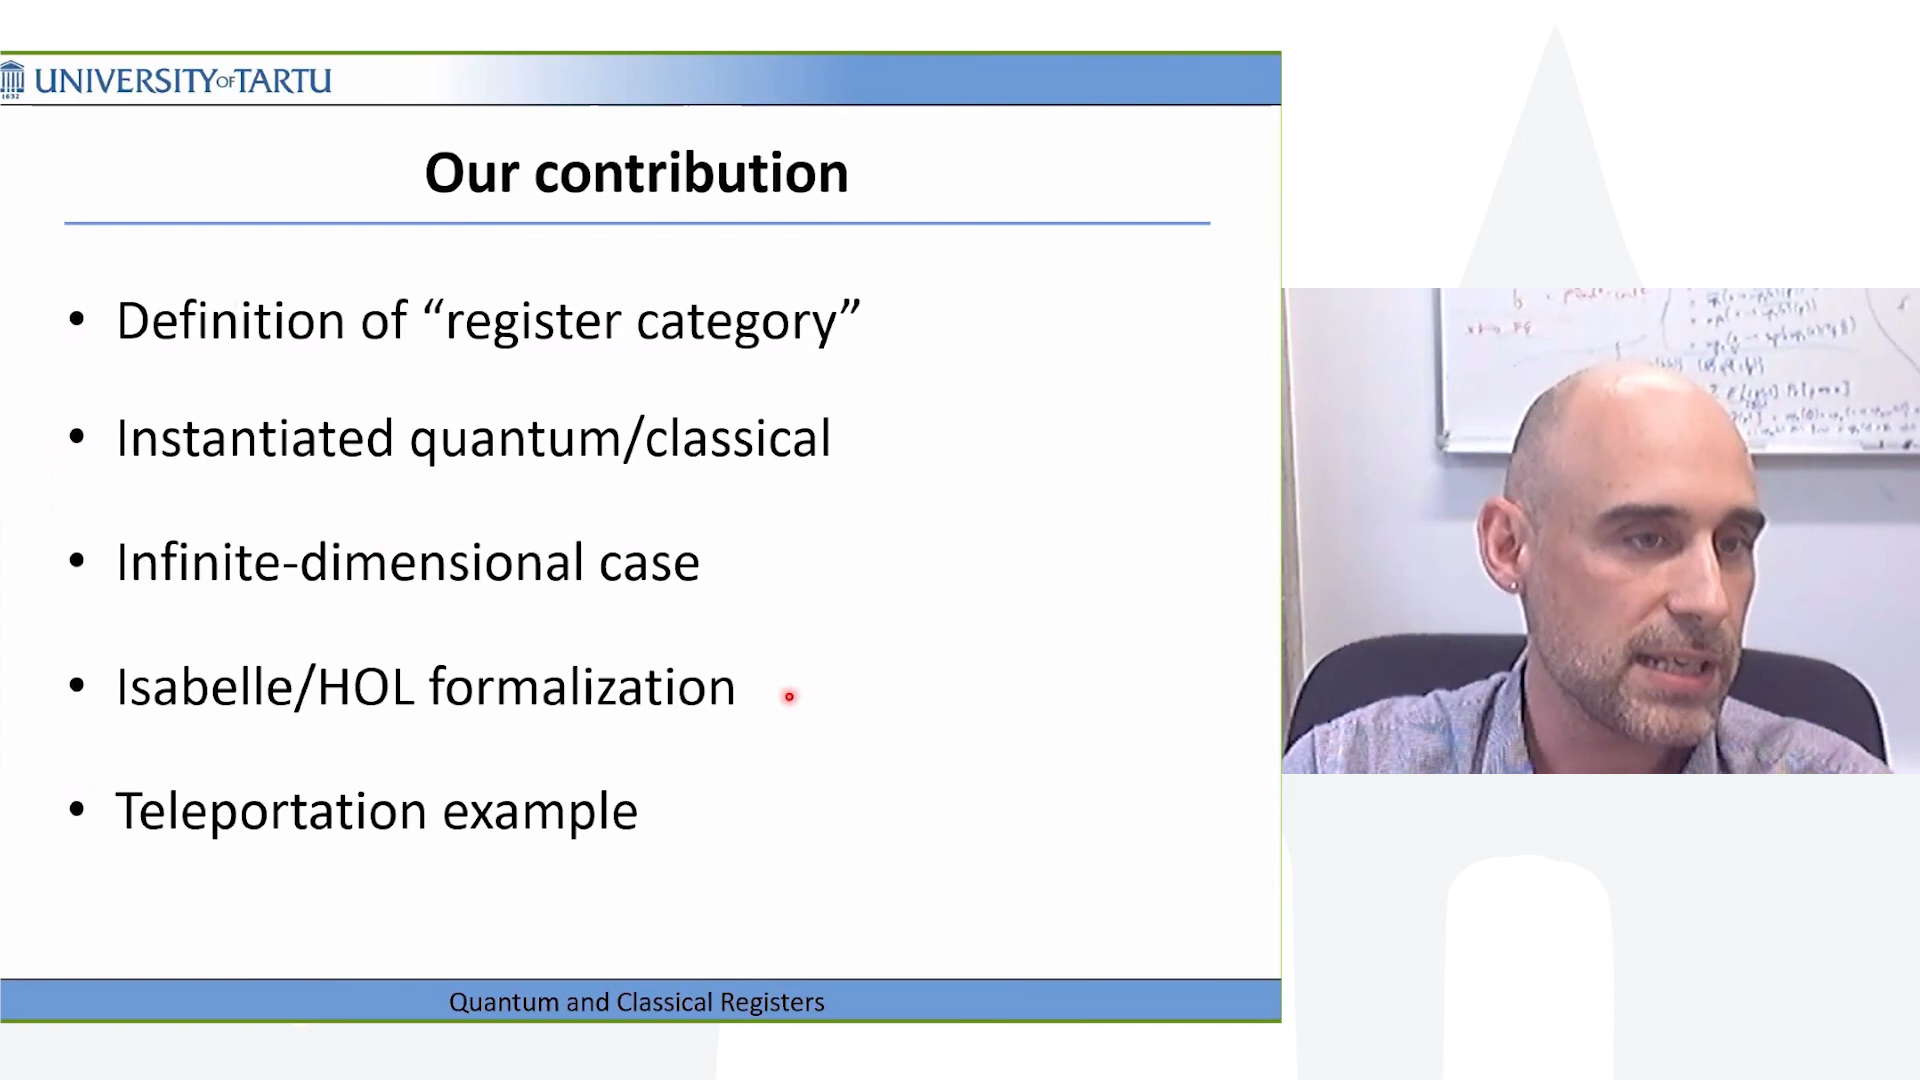 UNIVERSITY OF TARTU
1632
Our contribution
• Definition of “register category”
• Instantiated quantum/classical
• Infinite-dimensional case
• Isabelle/HOL formalization
• Teleportation example
Quantum and Classical Registers